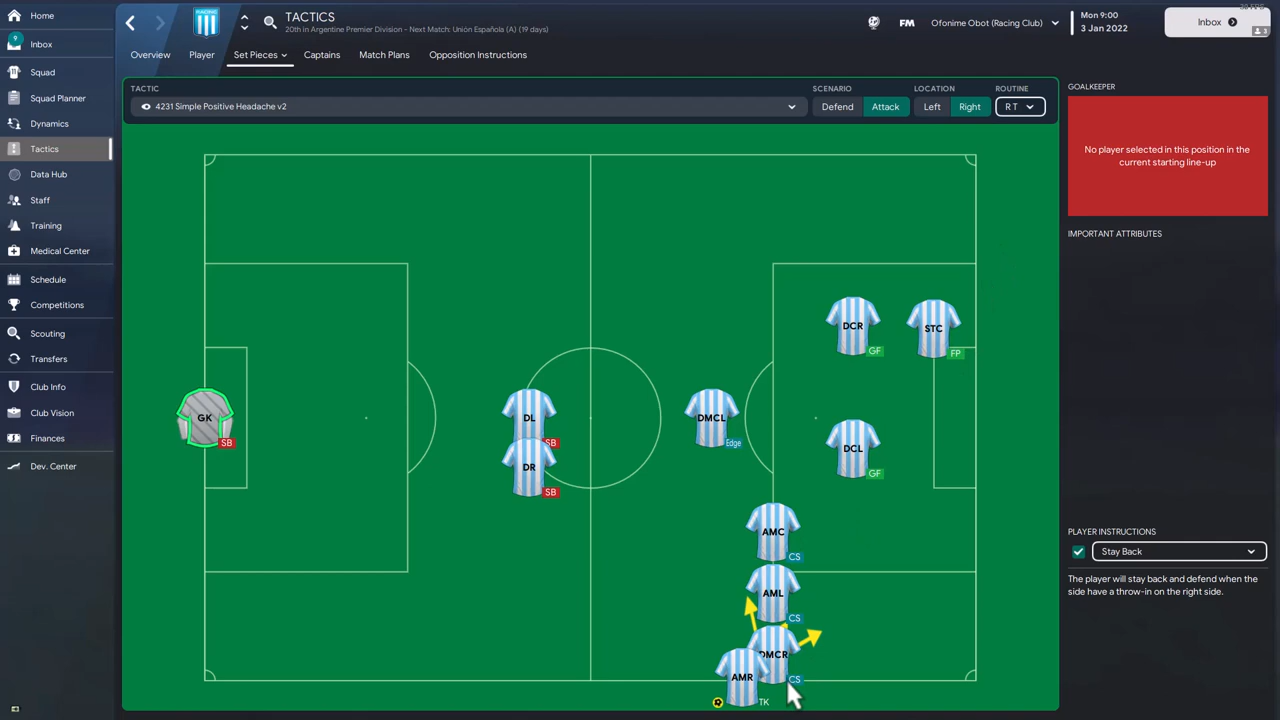 Home
9
Inbox
Squad
Squad Planner
Dynamics
Tactics
Data Hub
Staff
Training
Medical Center
Schedule
Competitions
Scouting
Transfers
Club Info
Club Vision
Finances
Dev. Center
RACING
TACTICS
20th in Argentine Premier Division - Next Match: Unión Española (A) (19 days)
FM
Ofonime Obot (Racing Club)
Mon 9:00
3 Jan 2022
Inbox
3
Overview
Player
Set Pieces
Captains
Match Plans
Opposition Instructions
TACTIC
4231 Simple Positive Headache v2
SCENARIO
Defend
Attack
LOCATION
Left
Right
ROUTINE
R T
GK
SB
DL
SB
DR
SB
DMCL
Edge
DCR
GF
STC
FP
DCL
GF
AMC
CS
AML
CS
DMCR
CS
AMR
TK
GOALKEEPER
No player selected in this position in the
current starting line-up
IMPORTANT ATTRIBUTES
PLAYER INSTRUCTIONS
Stay Back
The player will stay back and defend when the
side have a throw-in on the right side.